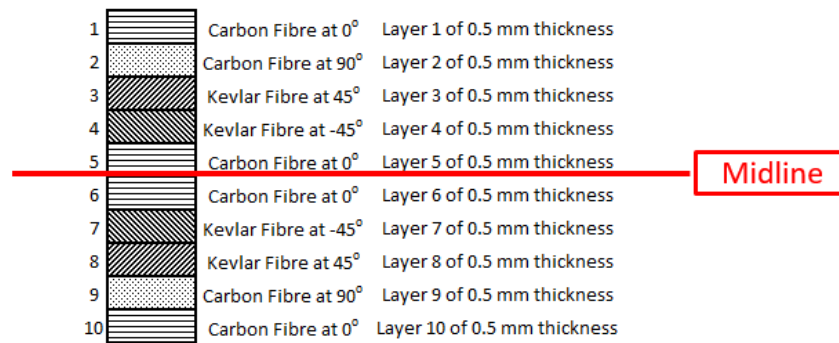 1 Carbon Fibre at 0° Layer 1 of 0.5 mm thickness
2 Carbon Fibre at 90° Layer 2 of 0.5 mm thickness
3 Kevlar Fibre at 45° Layer 3 of 0.5 mm thickness
4 Kevlar Fibre at -45° Layer 4 of 0.5 mm thickness
5 Carbon Fibre at 0° Layer 5 of 0.5 mm thickness
Midline
6 Carbon Fibre at 0° Layer 6 of 0.5 mm thickness
7 Kevlar Fibre at -45° Layer 7 of 0.5 mm thickness
8 Kevlar Fibre at 45° Layer 8 of 0.5 mm thickness
9 Carbon Fibre at 90° Layer 9 of 0.5 mm thickness
10 Carbon Fibre at 0° Layer 10 of 0.5 mm thickness